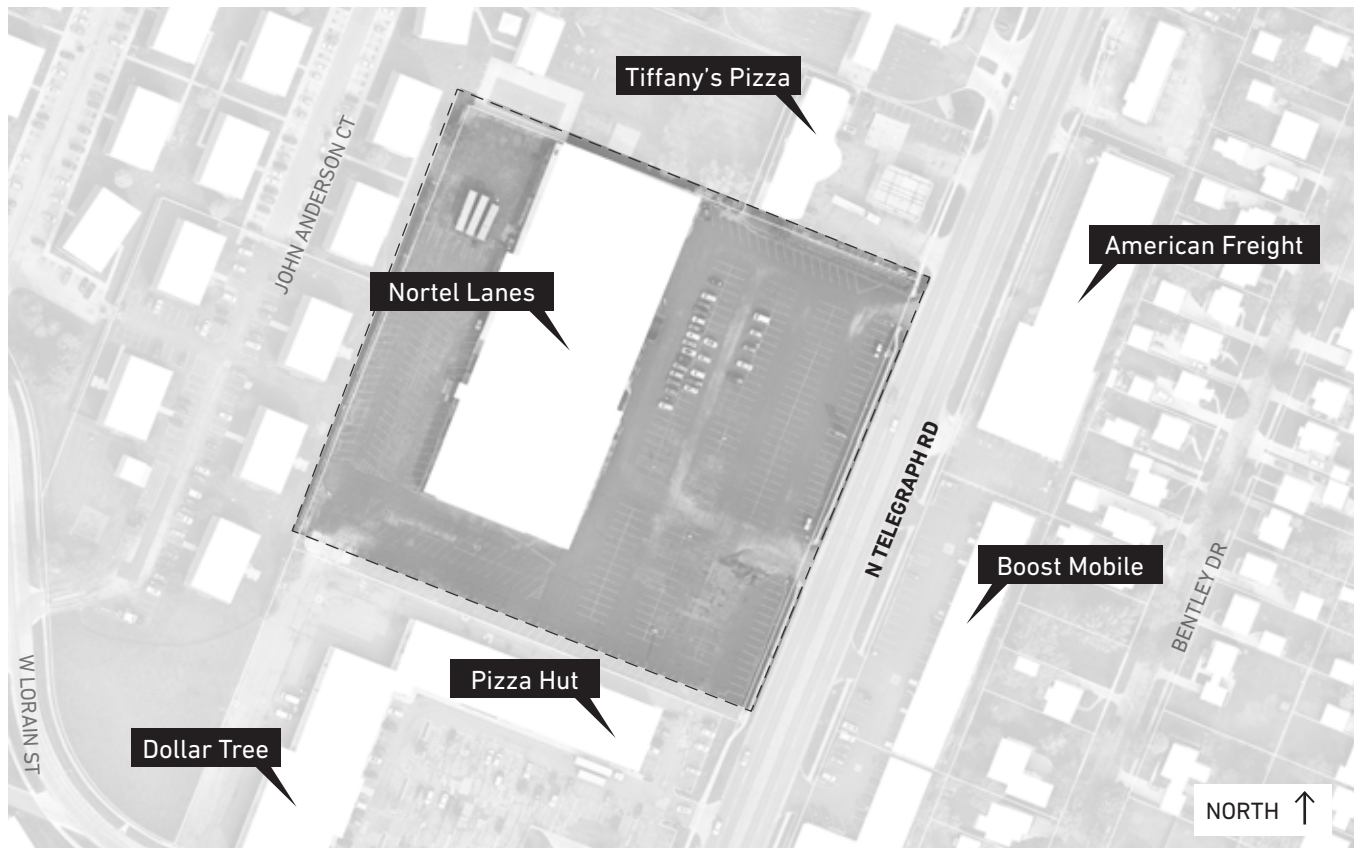 Tiffany's Pizza
JOHN ANDERSON CT
American Freight
Nortel Lanes
N TELEGRAPH RD
Boost Mobile
BENTLEY DR
Pizza Hut
W LORAIN ST
Dollar Tree
NORTH ↑